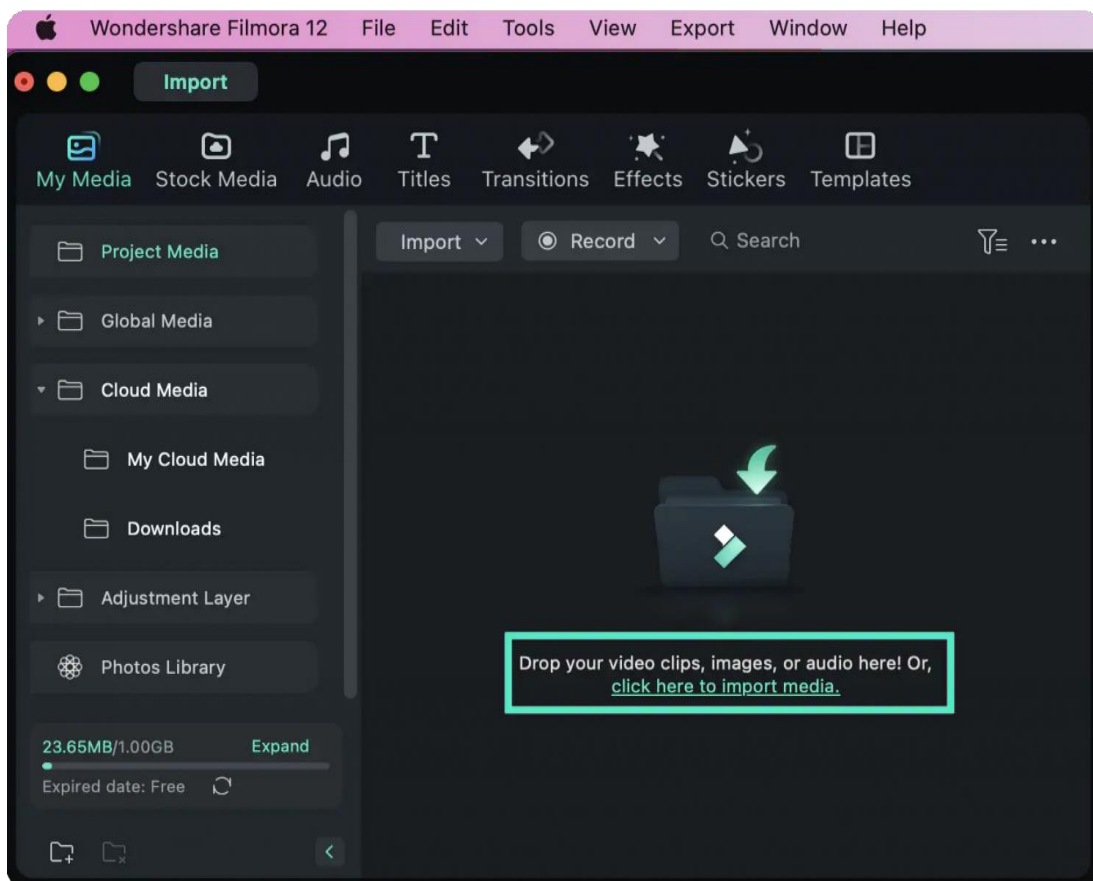 Wondershare Filmora 12 File Edit Tools View Export Window Help
Import
My Media Stock Media Audio Titles Transitions Effects Stickers Templates
Project Media
Global Media
Cloud Media
My Cloud Media
Downloads
Adjustment Layer
Photos Library
23.65MB/1.00GB Expand
Expired date: Free
Import Record Search
Drop your video clips, images, or audio here! Or,
click here to import media.